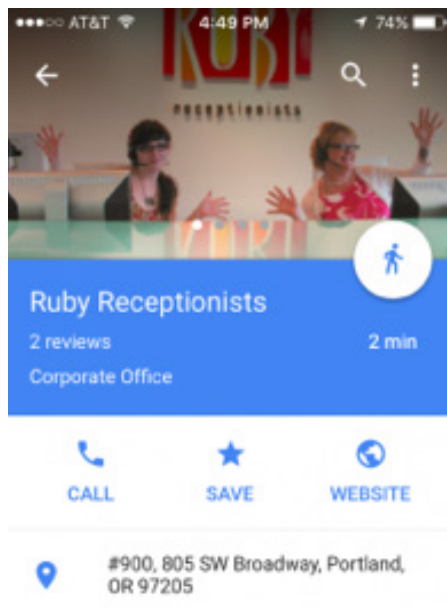 AT&T 4:49 PM 74%
RUBY
receptionists
Ruby Receptionists
2 reviews 2 min
Corporate Office
CALL SAVE WEBSITE
#900, 805 SW Broadway, Portland,
OR 97205